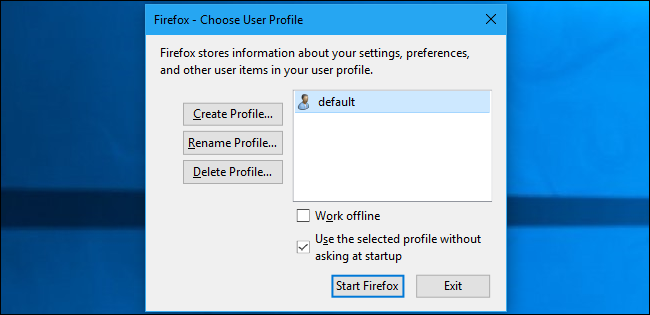 Firefox - Choose User Profile
Firefox stores information about your settings, preferences,
and other user items in your user profile.
default
Create Profile...
Rename Profile...
Delete Profile...
Work offline
Use the selected profile without
asking at startup
Start Firefox
Exit